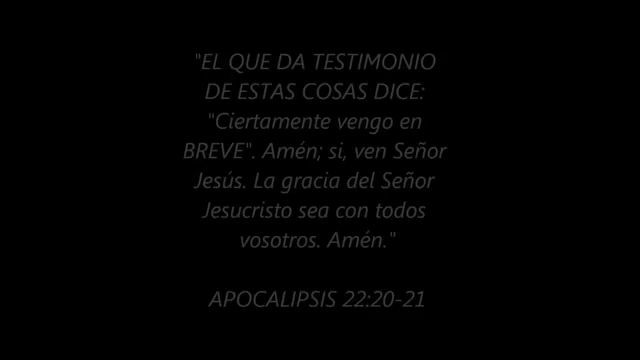 "EL QUE DA TESTIMONIO
DE ESTAS COSAS DICE:
"Ciertamente vengo en
BREVE". Amén; si, ven Señor
Jesús. La gracia del Señor
Jesucristo sea con todos
vosotros. Amén."
APOCALIPSIS 22:20-21